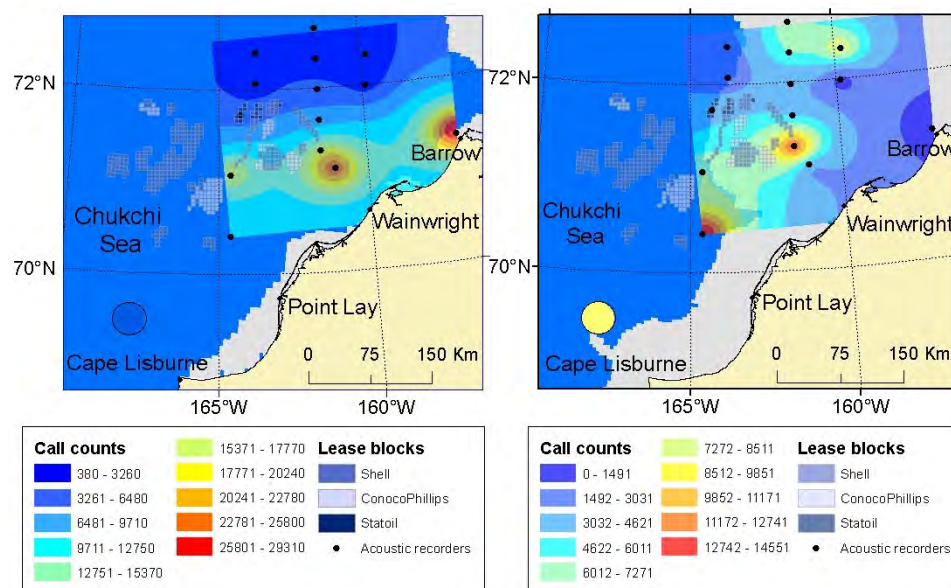 72°N
70°N
Barrow
Wainwright
Chukchi
Sea
Point Lay
Cape Lisburne
0 75 150 Km
165°W 160°W
Call counts
380 - 3260
3261 - 6480
6481 - 9710
9711 - 12750
12751 - 15370
15371 - 17770
17771 - 20240
20241 - 22780
22781 - 25800
25801 - 29310
Lease blocks
Shell
ConocoPhillips
Statoil
Acoustic recorders
72°N
70°N
Barrow
Wainwright
Chukchi
Sea
Point Lay
Cape Lisburne
0 75 150 Km
165°W 160°W
Call counts
0 - 1491
1492 - 3031
3032 - 4621
4622 - 6011
6012 - 7271
7272 - 8511
8512 - 9851
9852 - 11171
11172 - 12741
12742 - 14551
Lease blocks
Shell
ConocoPhillips
Statoil
Acoustic recorders